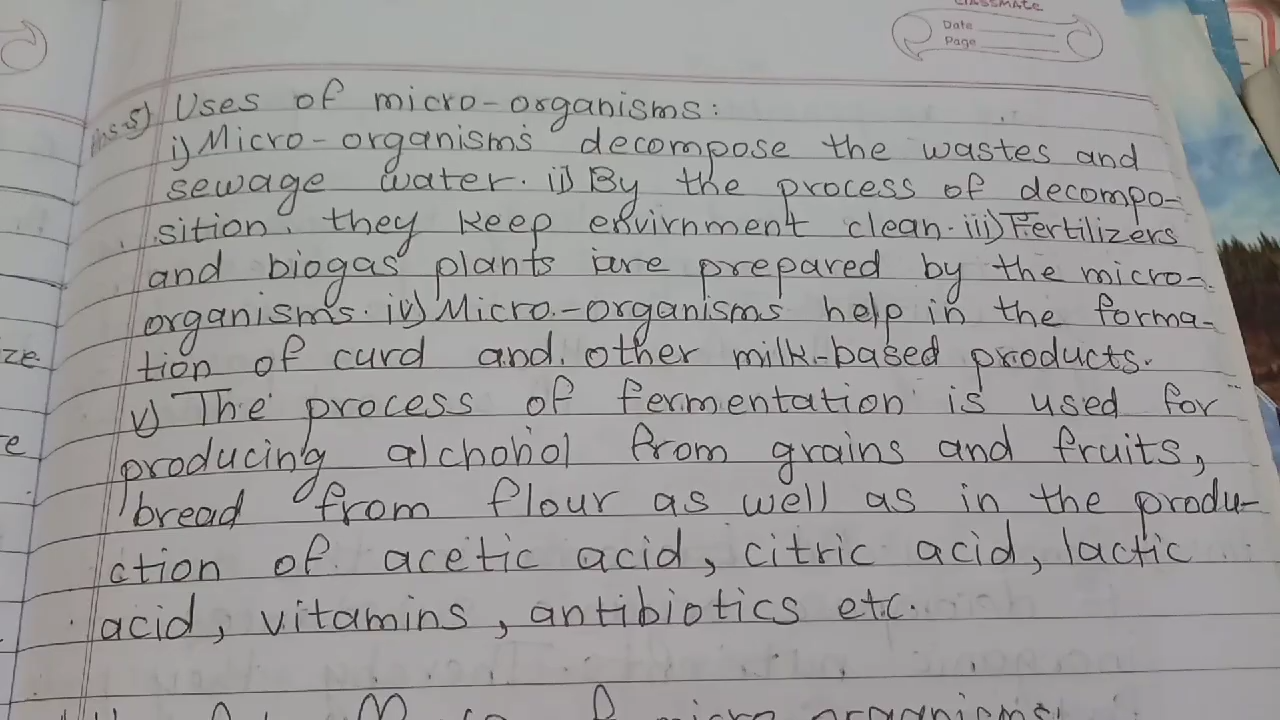 CLASSMATE
Date
Page
Ans-5) Uses of micro-organisms:
i) Micro-organisms decompose the wastes and
sewage water. ii) By the process of decompo-
sition, they keep envirnment clean. iii) Fertilizers
and biogas plants are prepared by the micro-
organisms. iv) Micro-organisms help in the forma-
tion of curd and other milk-based products.
v) The process of fermentation is used for
producing alchohol from grains and fruits,
bread from flour as well as in the produ-
ction of acetic acid, citric acid, lactic
acid, vitamins, antibiotics etc.
micro organisms:
ze
e